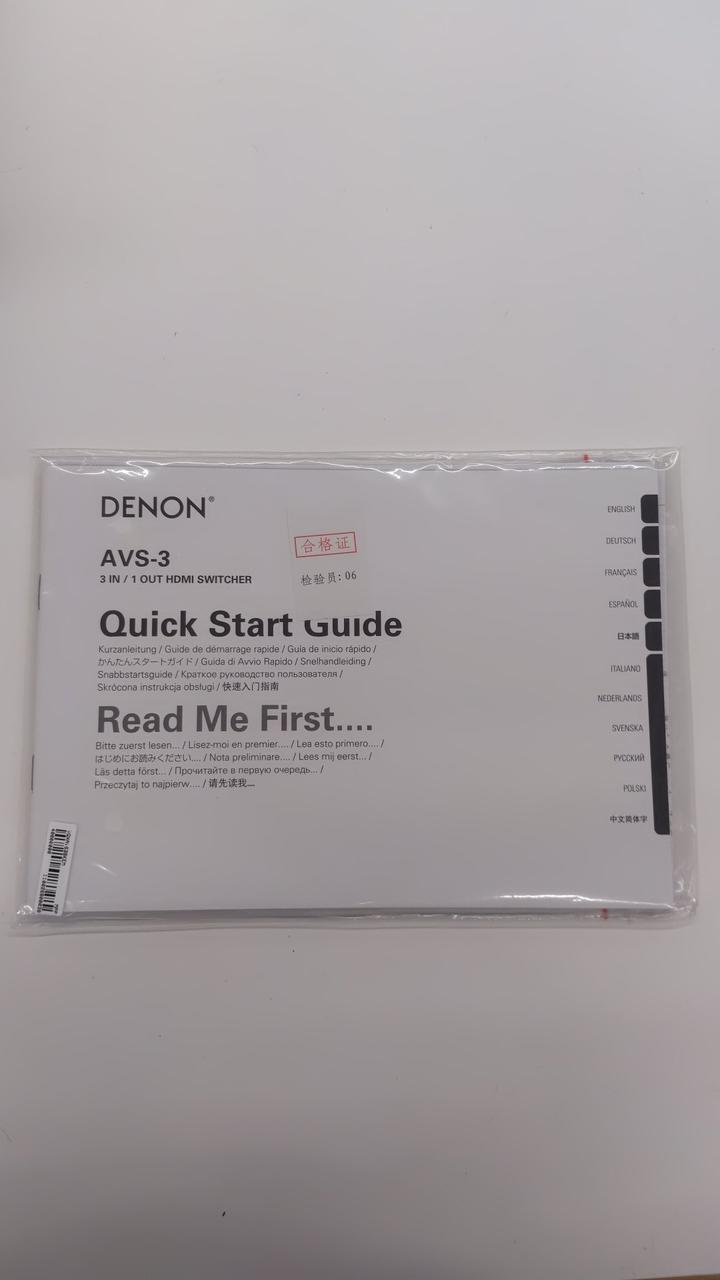 DENON®
AVS-3
3 IN / 1 OUT HDMI SWITCHER
合格证
检验员:06
Quick Start Guide
Kurzanleitung / Guide de démarrage rapide / Guía de inicio rápido /
かんたんスタートガイド / Guida di Avvio Rapido / Snelhandleiding /
Snabbstartsguide / Краткое руководство пользователя /
Skrócona instrukcja obsługi / 快速入门指南
Read Me First....
Bitte zuerst lesen... / Lisez-moi en premier.... / Lea esto primero.... /
はじめにお読みください.... / Nota preliminare.... / Lees mij eerst... /
Läs detta först... / Прочитайте в первую очередь... /
Przeczytaj to najpierw.... / 请先读我...
ENGLISH
DEUTSCH
FRANÇAIS
ESPAÑOL
日本語
ITALIANO
NEDERLANDS
SVENSKA
РУССКИЙ
POLSKI
中文简体字